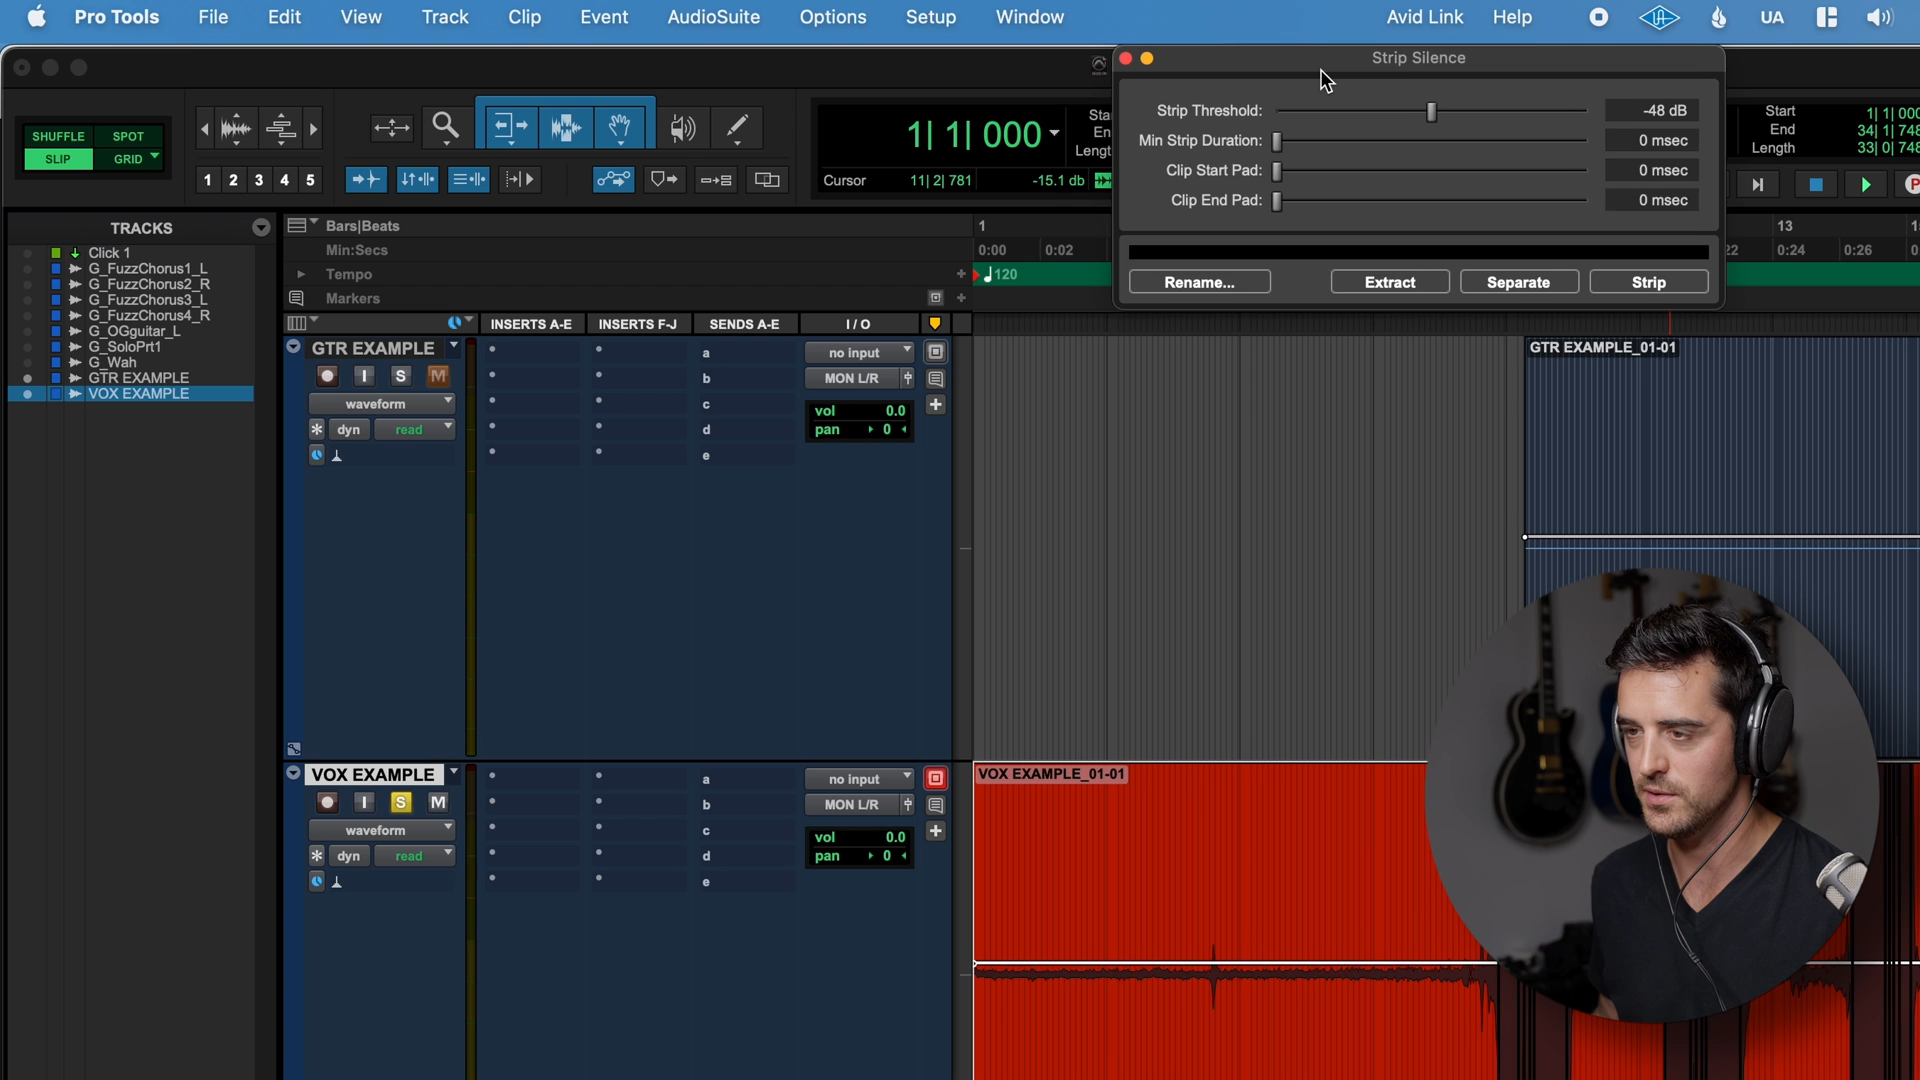 Pro Tools File Edit View Track Clip Event AudioSuite Options Setup Window Avid Link Help UA
Strip Silence
Strip Threshold: -48 dB
Min Strip Duration: 0 msec
Clip Start Pad: 0 msec
Clip End Pad: 0 msec
Rename... Extract Separate Strip
SHUFFLE SPOT
SLIP GRID
1 2 3 4 5
1| 1| 000
Cursor 11| 2| 781 -15.1 db
Start 1| 1| 000
End 34| 1| 748
Length 33| 0| 748
TRACKS
Click 1
G_FuzzChorus1_L
G_FuzzChorus2_R
G_FuzzChorus3_L
G_FuzzChorus4_R
G_OGguitar_L
G_SoloPrt1
G_Wah
GTR EXAMPLE
VOX EXAMPLE
Bars|Beats 1 13
Min:Secs 0:00 0:02 0:24 0:26
Tempo 120
Markers
INSERTS A-E INSERTS F-J SENDS A-E I / O
GTR EXAMPLE
I S M
waveform
dyn read
a
b
c
d
e
no input
MON L/R
vol 0.0
pan 0
GTR EXAMPLE_01-01
VOX EXAMPLE
I S M
waveform
dyn read
a
b
c
d
e
no input
MON L/R
vol 0.0
pan 0
VOX EXAMPLE_01-01